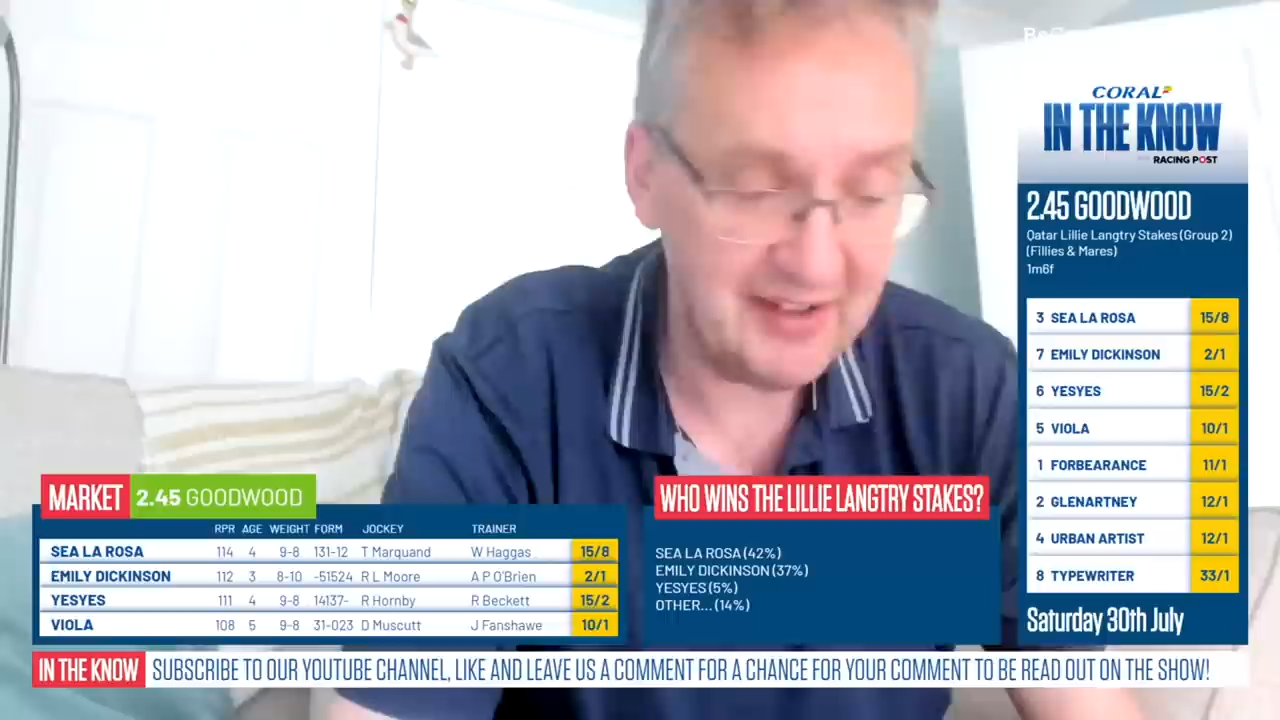 CORAL
IN THE KNOW
RACING POST
2.45 GOODWOOD
Qatar Lillie Langtry Stakes (Group 2)
(Fillies & Mares)
1m6f
3 SEA LA ROSA 15/8
7 EMILY DICKINSON 2/1
6 YESYES 15/2
5 VIOLA 10/1
1 FORBEARANCE 11/1
2 GLENARTNEY 12/1
4 URBAN ARTIST 12/1
8 TYPEWRITER 33/1
Saturday 30th July
MARKET 2.45 GOODWOOD
RPR AGE WEIGHT FORM JOCKEY TRAINER
SEA LA ROSA 114 4 9-8 131-12 T Marquand W Haggas 15/8
EMILY DICKINSON 112 3 8-10 -51524 R L Moore A P O'Brien 2/1
YESYES 111 4 9-8 14137- R Hornby R Beckett 15/2
VIOLA 108 5 9-8 31-023 D Muscutt J Fanshawe 10/1
WHO WINS THE LILLIE LANGTRY STAKES?
SEA LA ROSA (42%)
EMILY DICKINSON (37%)
YESYES (5%)
OTHER... (14%)
IN THE KNOW SUBSCRIBE TO OUR YOUTUBE CHANNEL, LIKE AND LEAVE US A COMMENT FOR A CHANCE FOR YOUR COMMENT TO BE READ OUT ON THE SHOW!